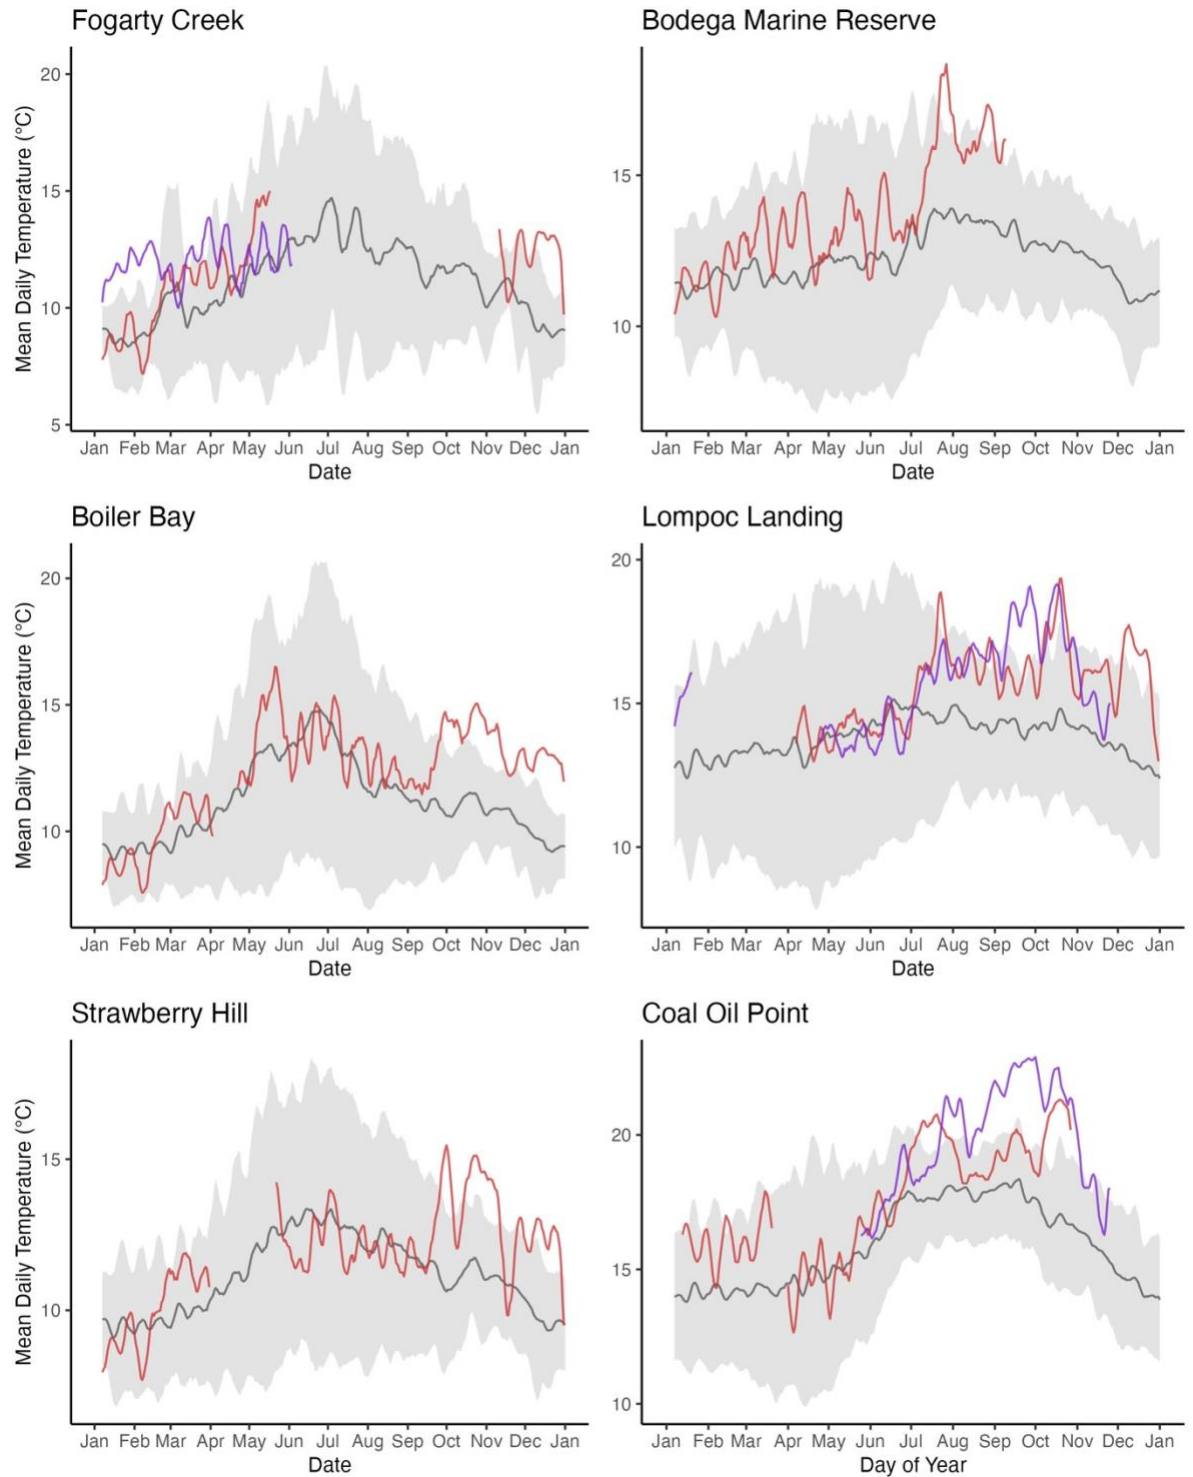 Fogarty Creek
Mean Daily Temperature (°C)
20
15
10
5
Jan Feb Mar Apr May Jun Jul Aug Sep Oct Nov Dec Jan
Date
Bodega Marine Reserve
15
10
Jan Feb Mar Apr May Jun Jul Aug Sep Oct Nov Dec Jan
Date
Boiler Bay
Mean Daily Temperature (°C)
20
15
10
Jan Feb Mar Apr May Jun Jul Aug Sep Oct Nov Dec Jan
Date
Lompoc Landing
20
15
10
Jan Feb Mar Apr May Jun Jul Aug Sep Oct Nov Dec Jan
Date
Strawberry Hill
Mean Daily Temperature (°C)
15
10
Jan Feb Mar Apr May Jun Jul Aug Sep Oct Nov Dec Jan
Date
Coal Oil Point
20
15
10
Jan Feb Mar Apr May Jun Jul Aug Sep Oct Nov Dec Jan
Day of Year